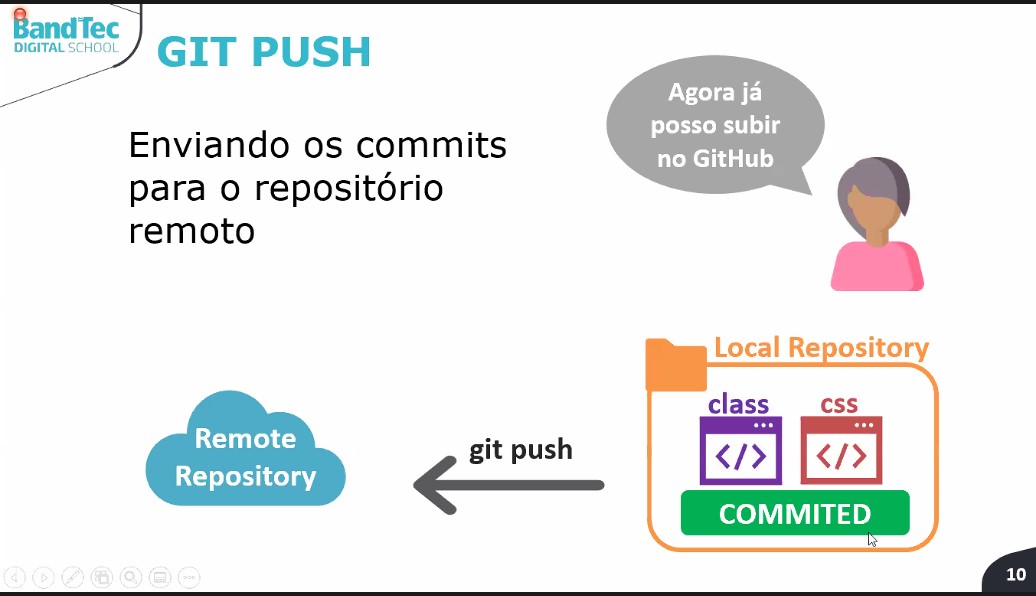 BandTec
DIGITAL SCHOOL
GIT PUSH
Agora já
posso subir
no GitHub
Enviando os commits
para o repositório
remoto
Local Repository
class
css
</>
</>
COMMITED
git push
Remote
Repository
10